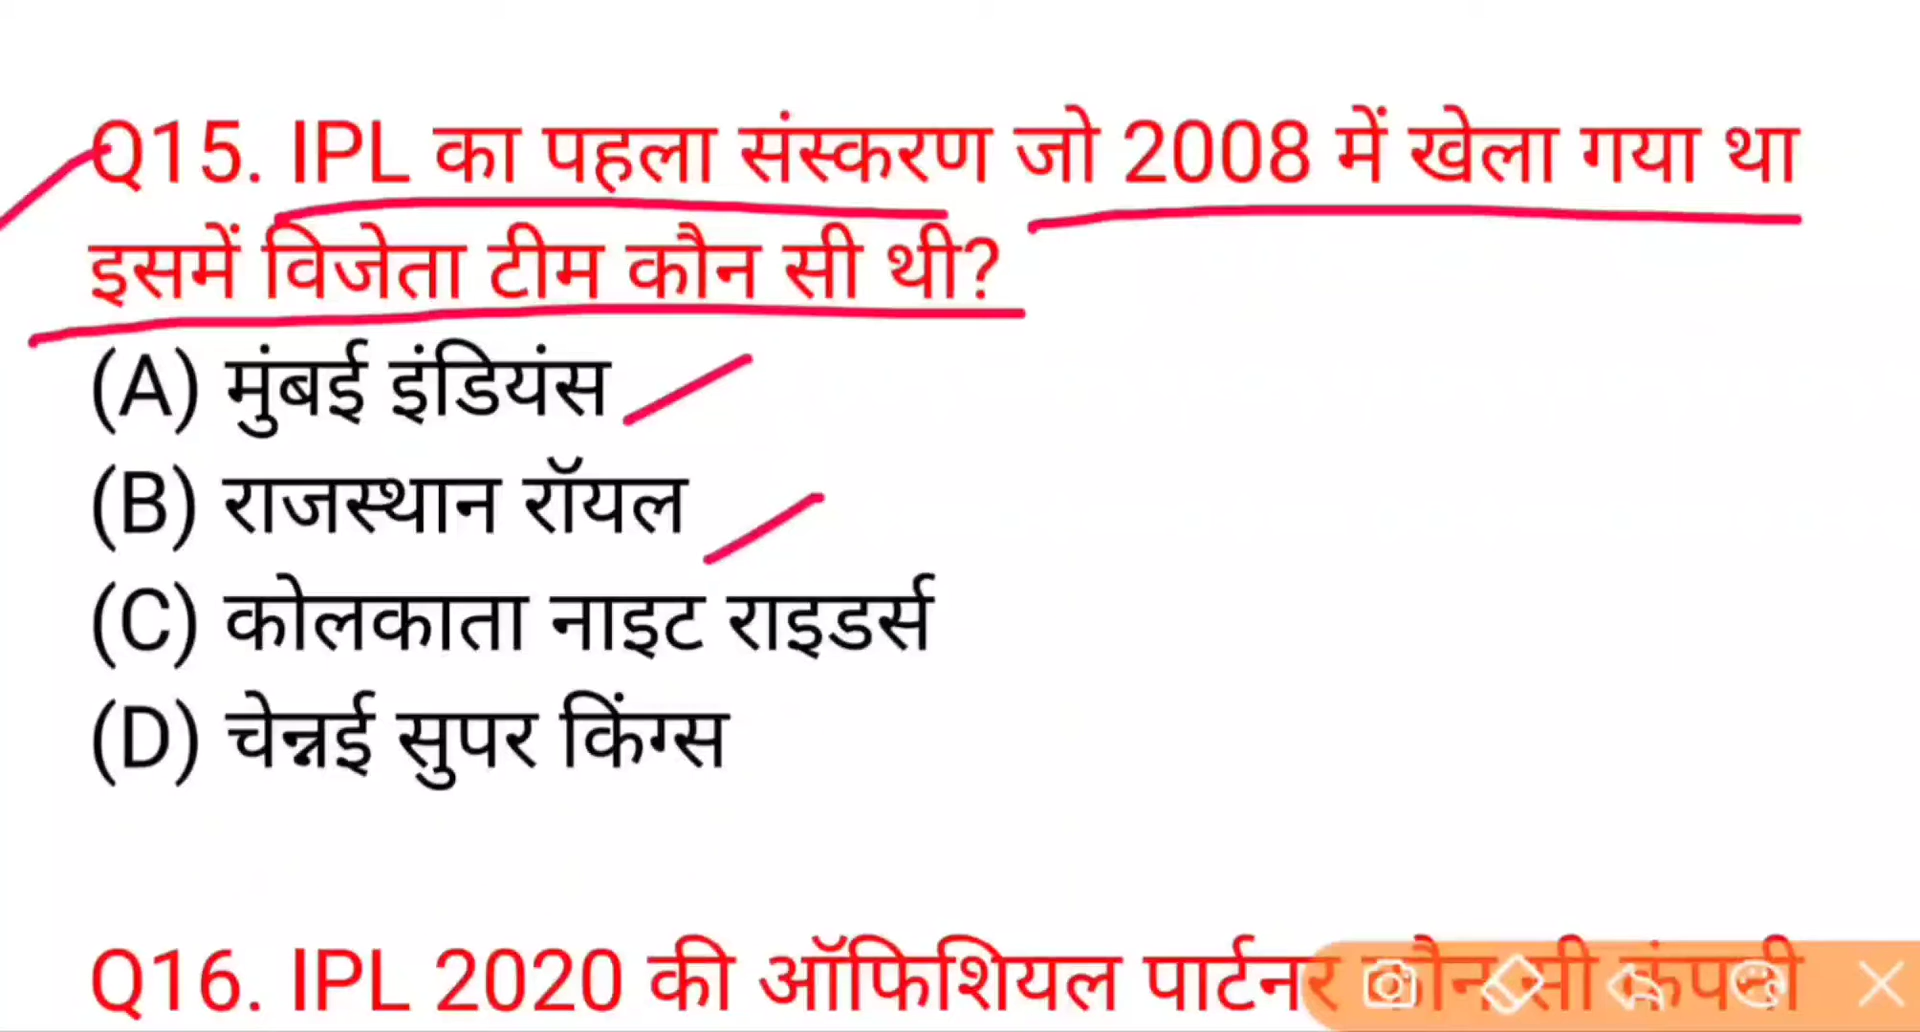 Q15. IPL का पहला संस्करण जो 2008 में खेला गया था
इसमें विजेता टीम कौन सी थी?
(A) मुंबई इंडियंस
(B) राजस्थान रॉयल
(C) कोलकाता नाइट राइडर्स
(D) चेन्नई सुपर किंग्स
Q16. IPL 2020 की ऑफिशियल पार्टनर कौन सी कंपनी